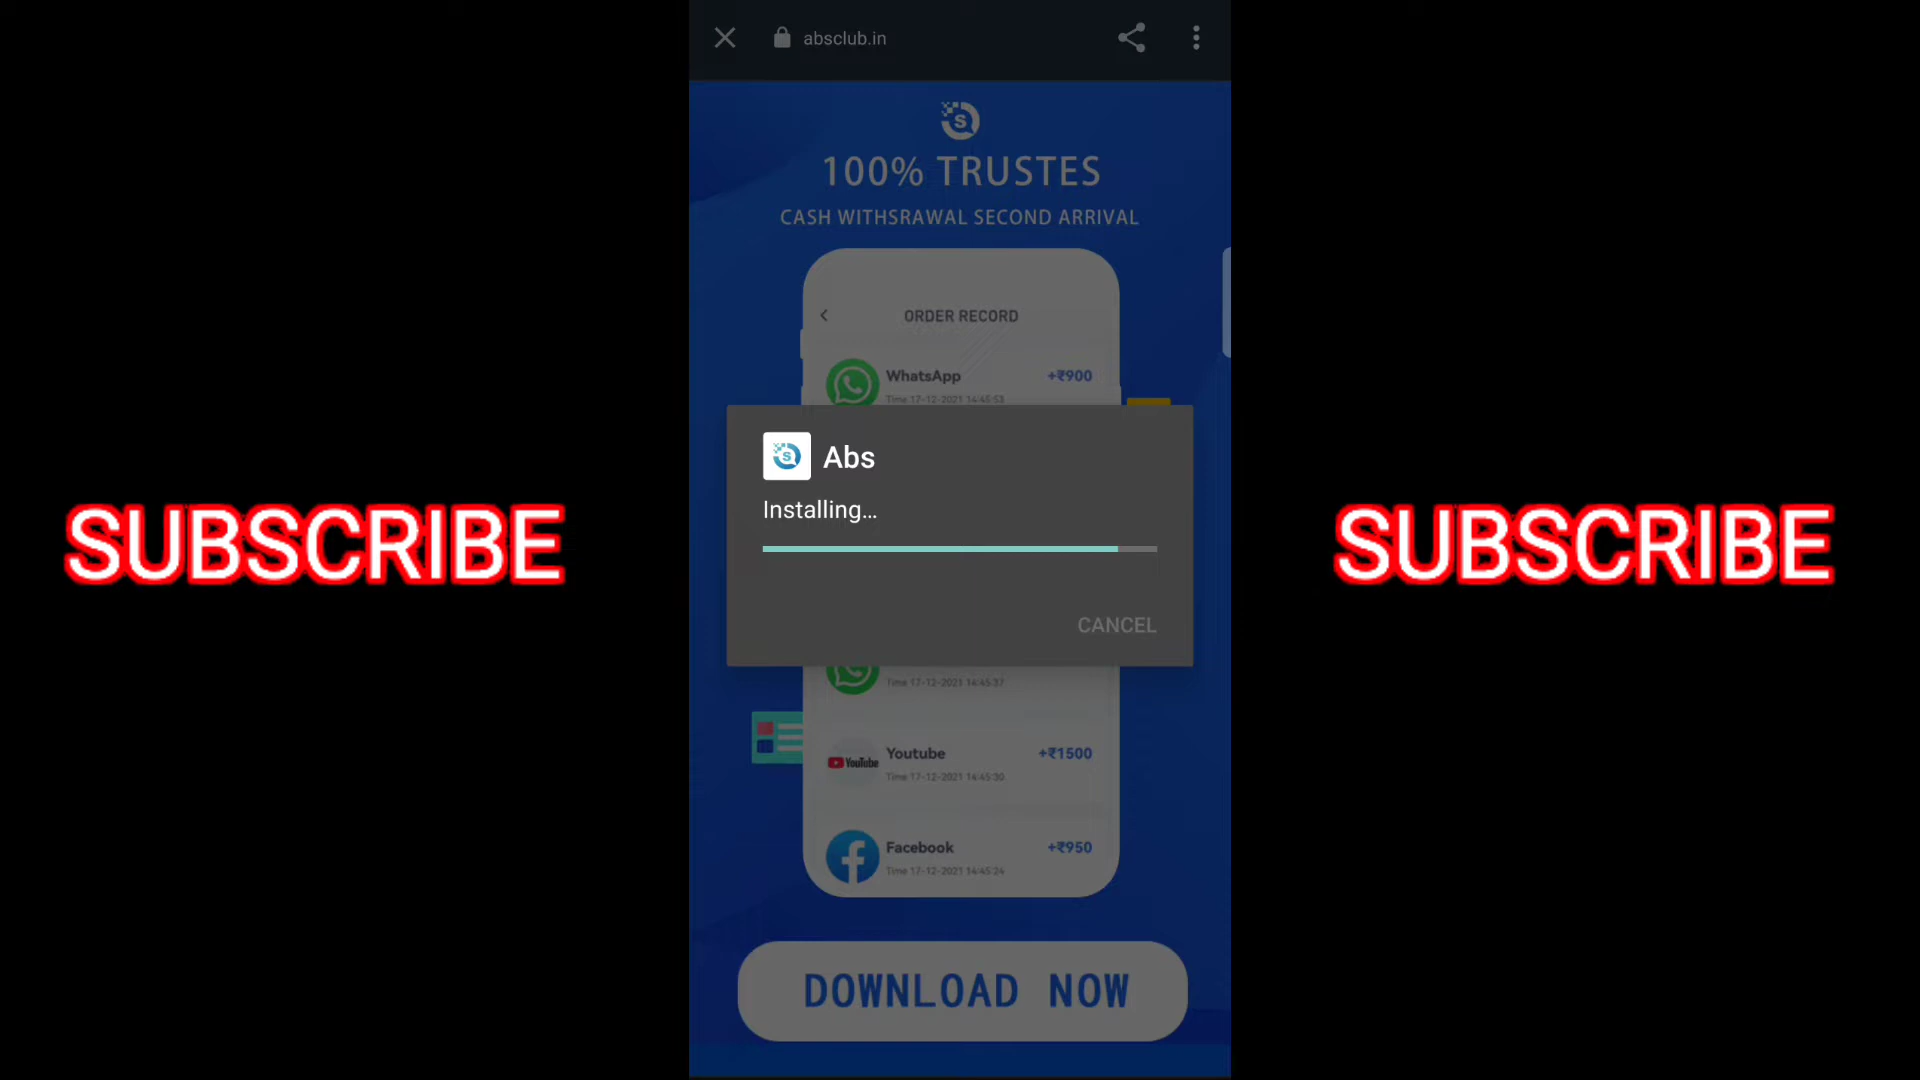 absclub.in
S
100% TRUSTES
CASH WITHSRAWAL SECOND ARRIVAL
ORDER RECORD
WhatsApp +₹900
Time 17-12-2021 14:45:53
S Abs
Installing...
SUBSCRIBE
SUBSCRIBE
CANCEL
Time 17-12-2021 14:45:37
YouTube Youtube +₹1500
Time 17-12-2021 14:45:30
Facebook +₹950
Time 17-12-2021 14:45:24
DOWNLOAD NOW